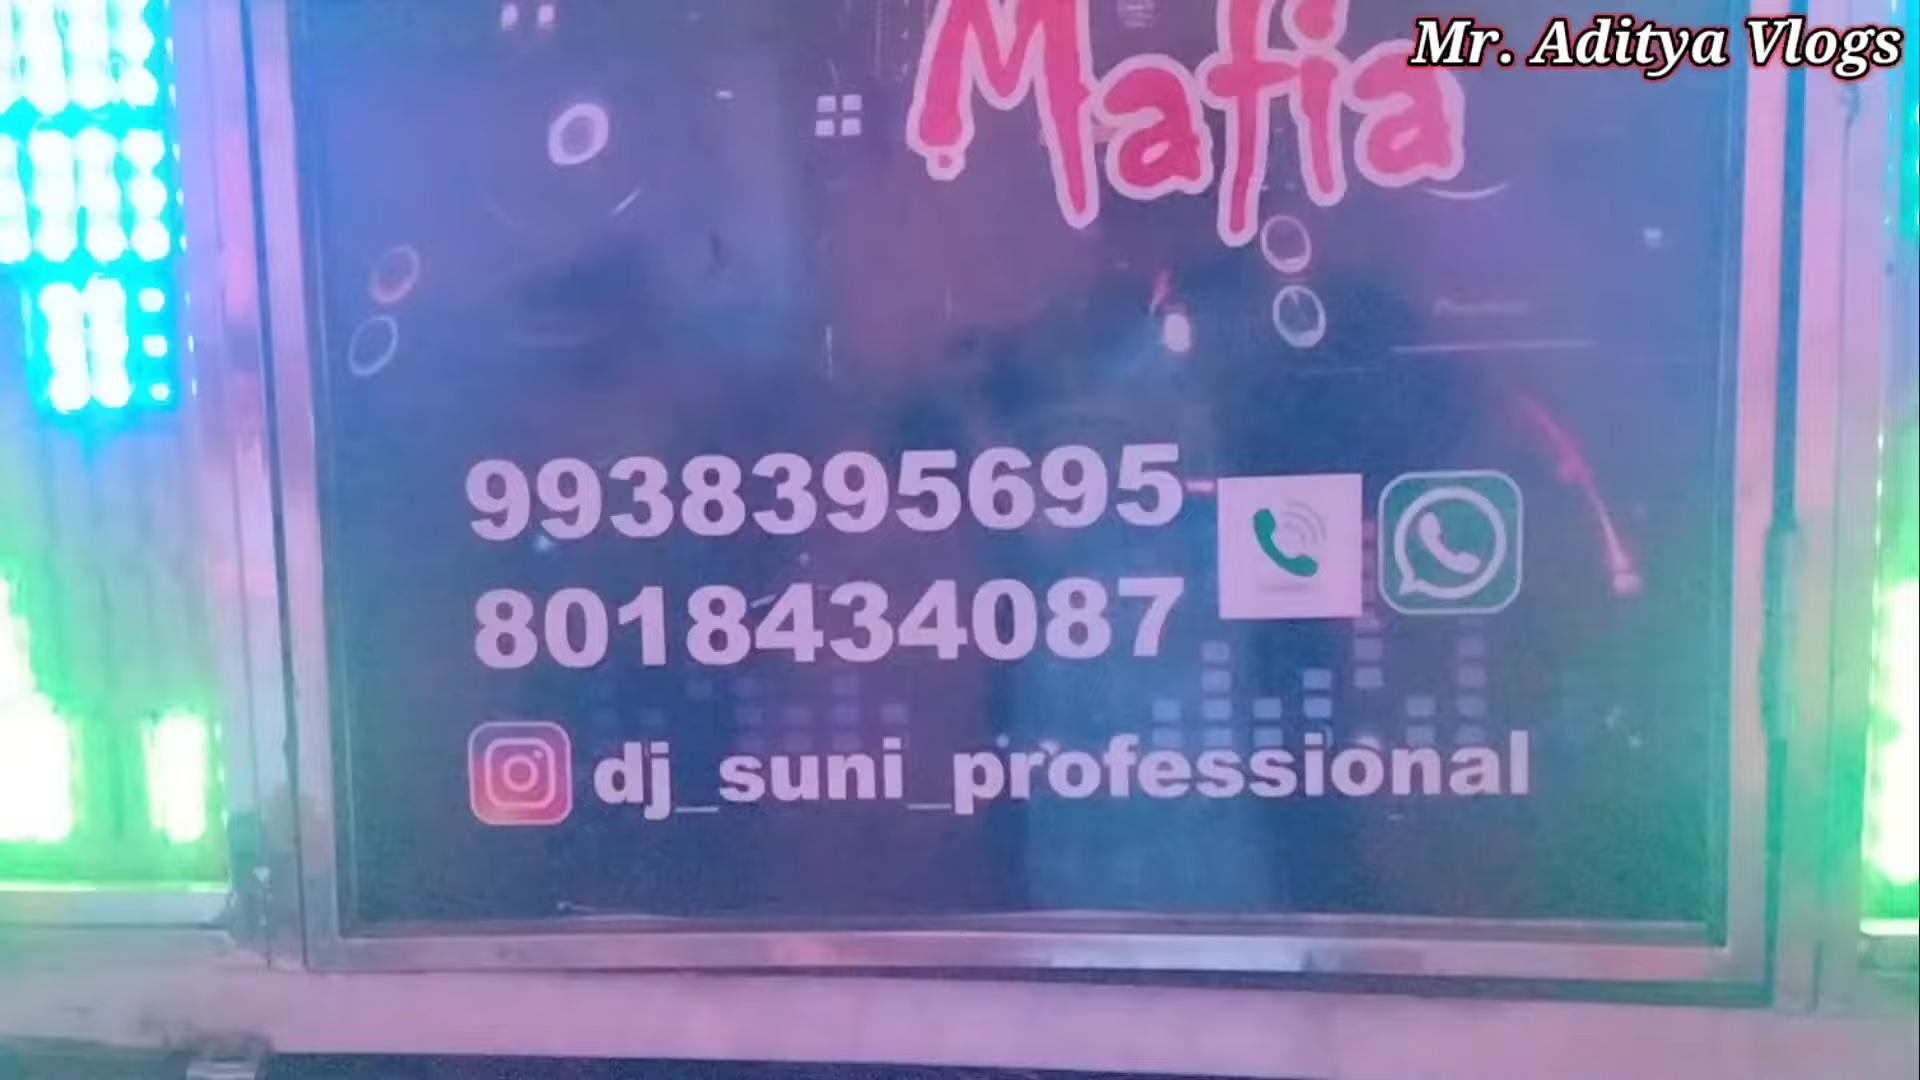 Mr. Aditya Vlogs
Mafia
9938395695
8018434087
dj_suni_professional